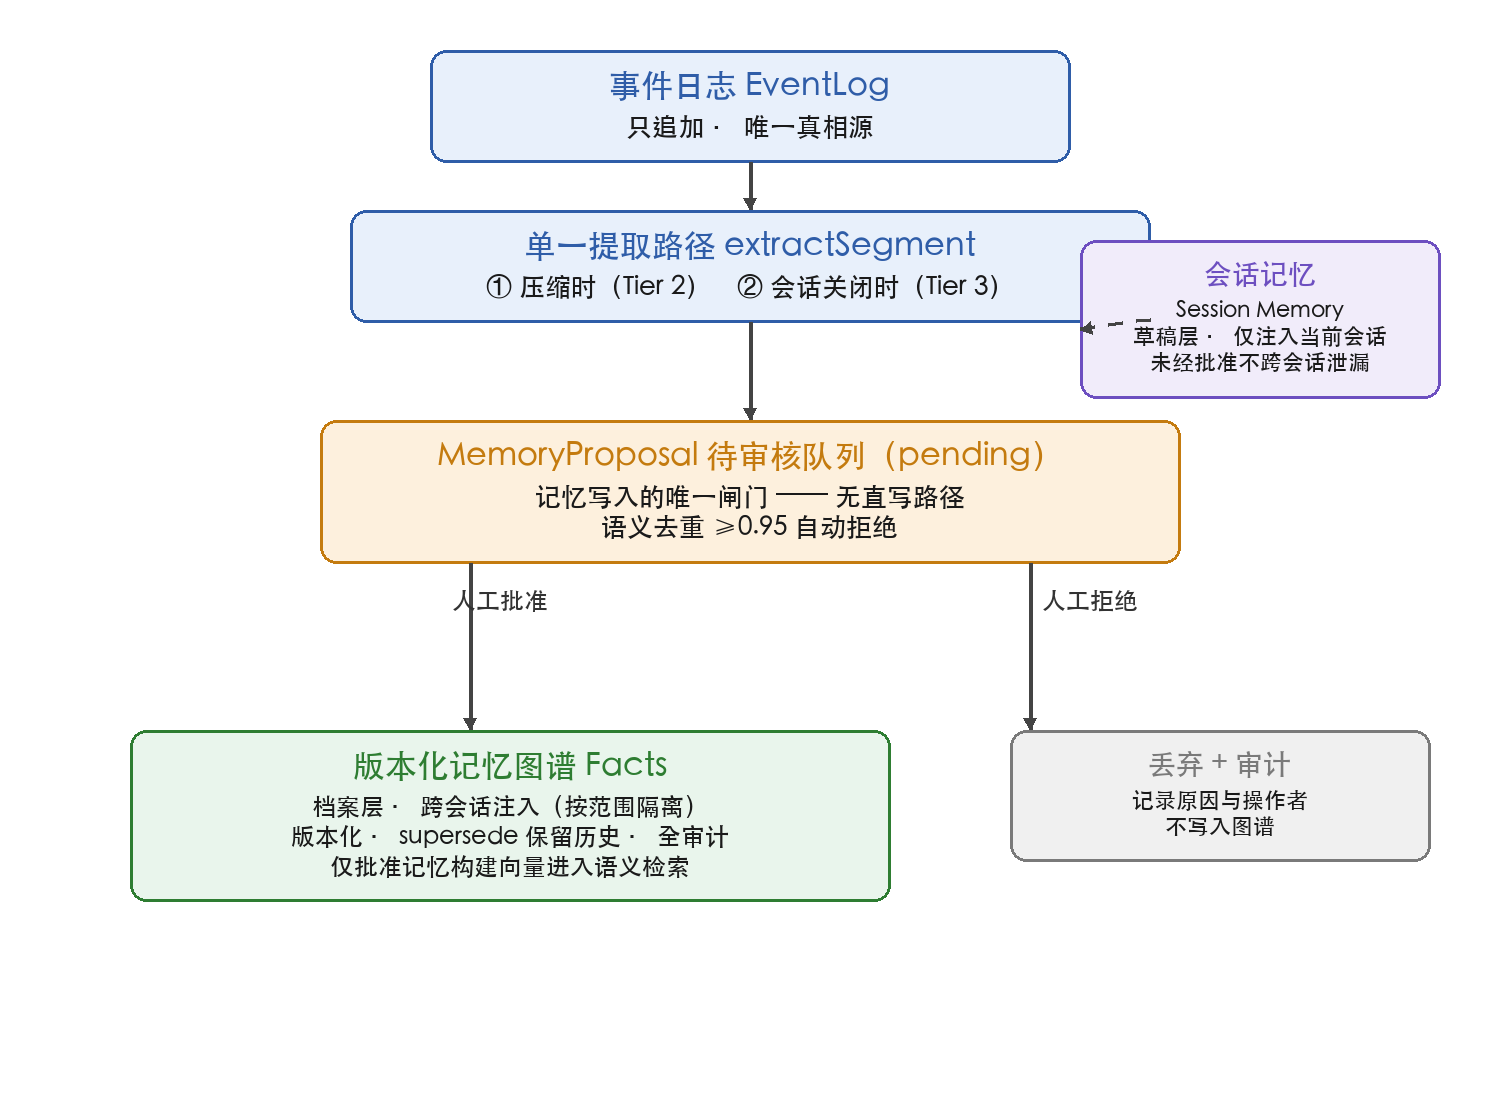 事件日志 EventLog
只追加 · 唯一真相源
单一提取路径 extractSegment
① 压缩时（Tier 2） ② 会话关闭时（Tier 3）
会话记忆
Session Memory
草稿层 · 仅注入当前会话
未经批准不跨会话泄漏
MemoryProposal 待审核队列（pending）
记忆写入的唯一闸门 —— 无直写路径
语义去重 ≥0.95 自动拒绝
人工批准
人工拒绝
版本化记忆图谱 Facts
档案层 · 跨会话注入（按范围隔离）
版本化 · supersede 保留历史 · 全审计
仅批准记忆构建向量进入语义检索
丢弃 + 审计
记录原因与操作者
不写入图谱